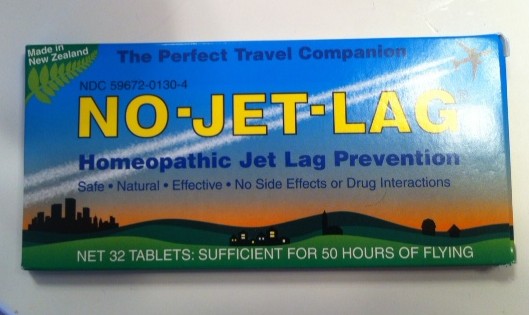 Made in
New Zealand
The Perfect Travel Companion
NDC 59672-0130-4
NO-JET-LAG
Homeopathic Jet Lag Prevention
Safe • Natural • Effective • No Side Effects or Drug Interactions
NET 32 TABLETS: SUFFICIENT FOR 50 HOURS OF FLYING